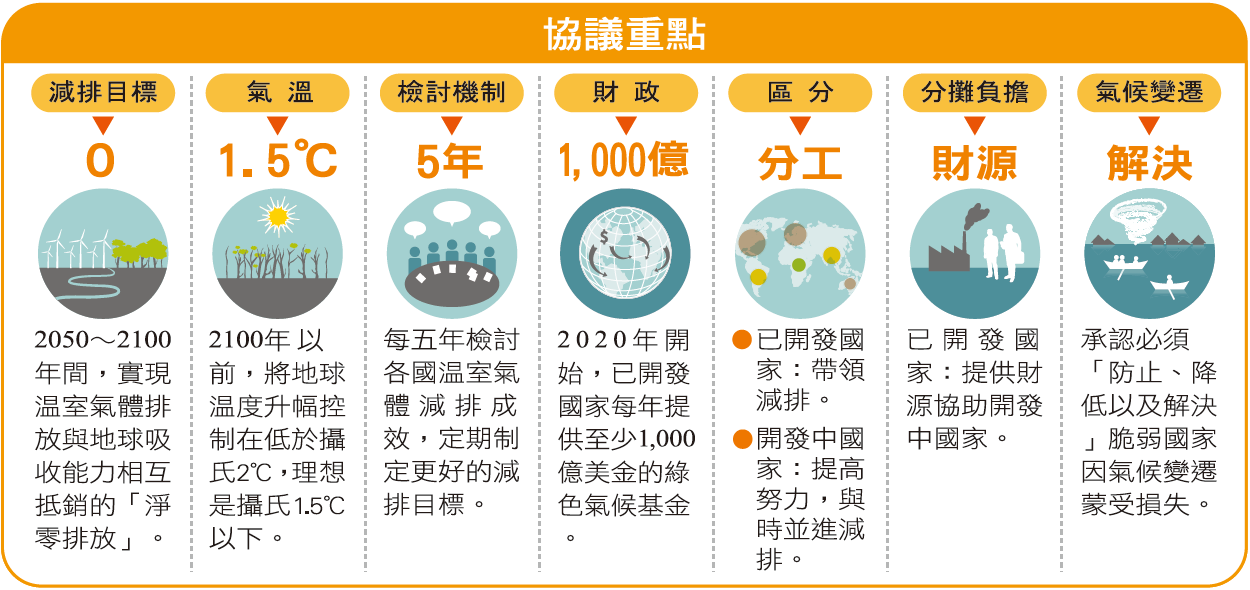 協議重點
減排目標
0
2050～2100
年間，實現
温室氣體排
放與地球吸
收能力相互
抵銷的「淨
零排放」。
氣溫
1.5℃
2100年以
前，將地球
温度升幅控
制在低於攝
氏2℃，理想
是攝氏1.5℃
以下。
檢討機制
5年
每五年檢討
各國温室氣
體減排成
效，定期制
定更好的減
排目標。
財政
1,000億
2020年開
始，已開發
國家每年提
供至少1,000
億美金的綠
色氣候基金
。
區分
分工
已開發國
家：帶領
減排。
開發中國
家：提高
努力，與
時並進減
排。
分攤負擔
財源
已開發國
家：提供財
源協助開發
中國家。
氣候變遷
解決
承認必須
「防止、降
低以及解決
」脆弱國家
因氣候變遷
蒙受損失。
$